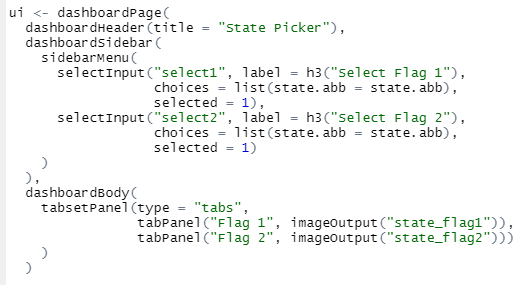 ui <- dashboardPage(
  dashboardHeader(title = "State Picker"),
  dashboardSidebar(
    sidebarMenu(
      selectInput("select1", label = h3("Select Flag 1"),
                  choices = list(state.abb = state.abb),
                  selected = 1),
      selectInput("select2", label = h3("Select Flag 2"),
                  choices = list(state.abb = state.abb),
                  selected = 1)
    )
  ),
  dashboardBody(
    tabsetPanel(type = "tabs",
                tabPanel("Flag 1", imageOutput("state_flag1")),
                tabPanel("Flag 2", imageOutput("state_flag2")))
    )
  )